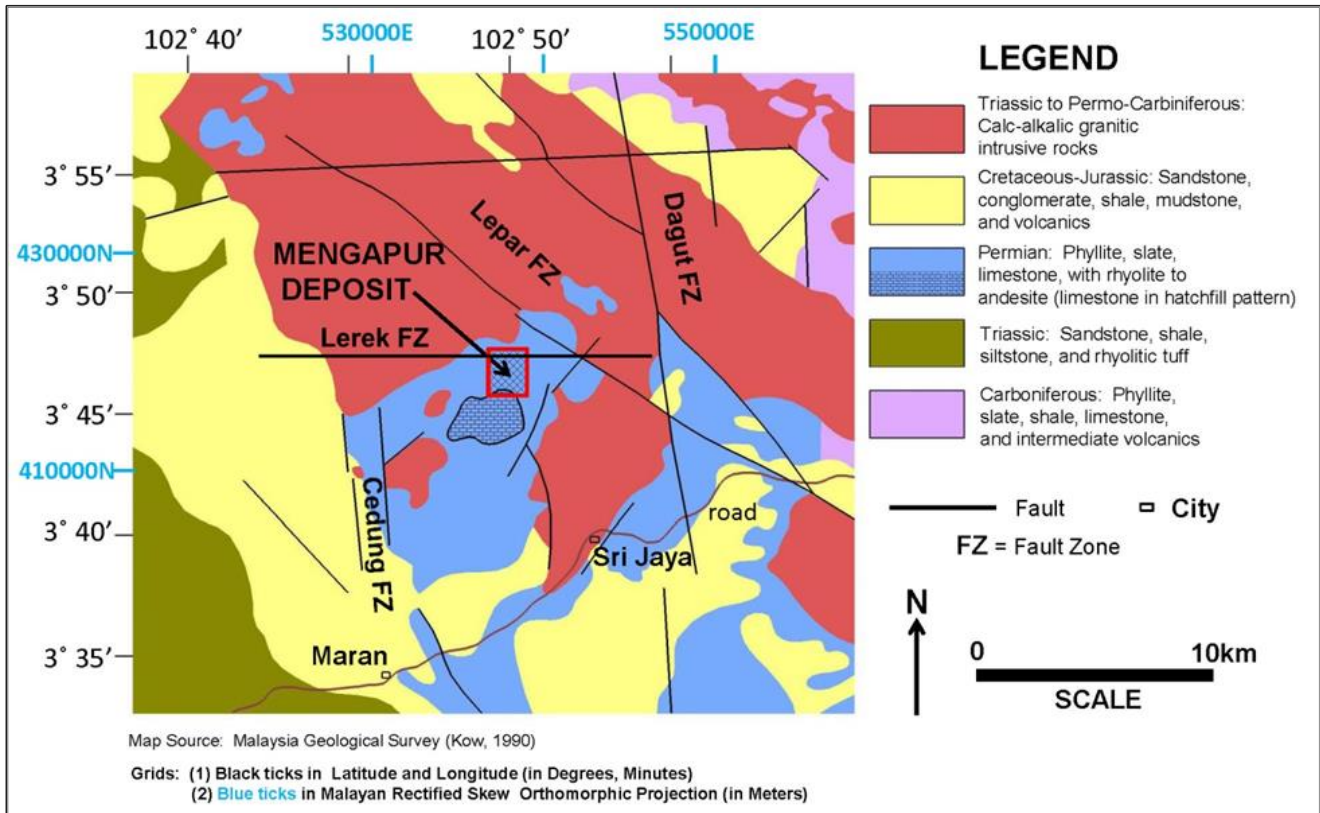 530000E
550000E
102° 40′
102° 50′
LEGEND
Triassic to Permo-Carbiniferous:
Calc-alkalic granitic
intrusive rocks
3° 55′
Cretaceous-Jurassic: Sandstone,
conglomerate, shale, mudstone,
and volcanics
Lepar FZ
Dagut FZ
430000N
MENGAPUR
DEPOSIT
Permian: Phyllite, slate,
limestone, with rhyolite to
andesite (limestone in hatchfill pattern)
3° 50′
Lerek FZ
Triassic: Sandstone, shale,
siltstone, and rhyolitic tuff
3° 45′
Carboniferous: Phyllite,
slate, shale, limestone,
and intermediate volcanics
410000N
Cedung FZ
road
Fault
City
3° 40′
Sri Jaya
FZ = Fault Zone
N
3° 35′
Maran
0
10km
SCALE
Map Source: Malaysia Geological Survey (Kow, 1990)
Grids: (1) Black ticks in Latitude and Longitude (in Degrees, Minutes)
(2) Blue ticks in Malayan Rectified Skew Orthomorphic Projection (in Meters)